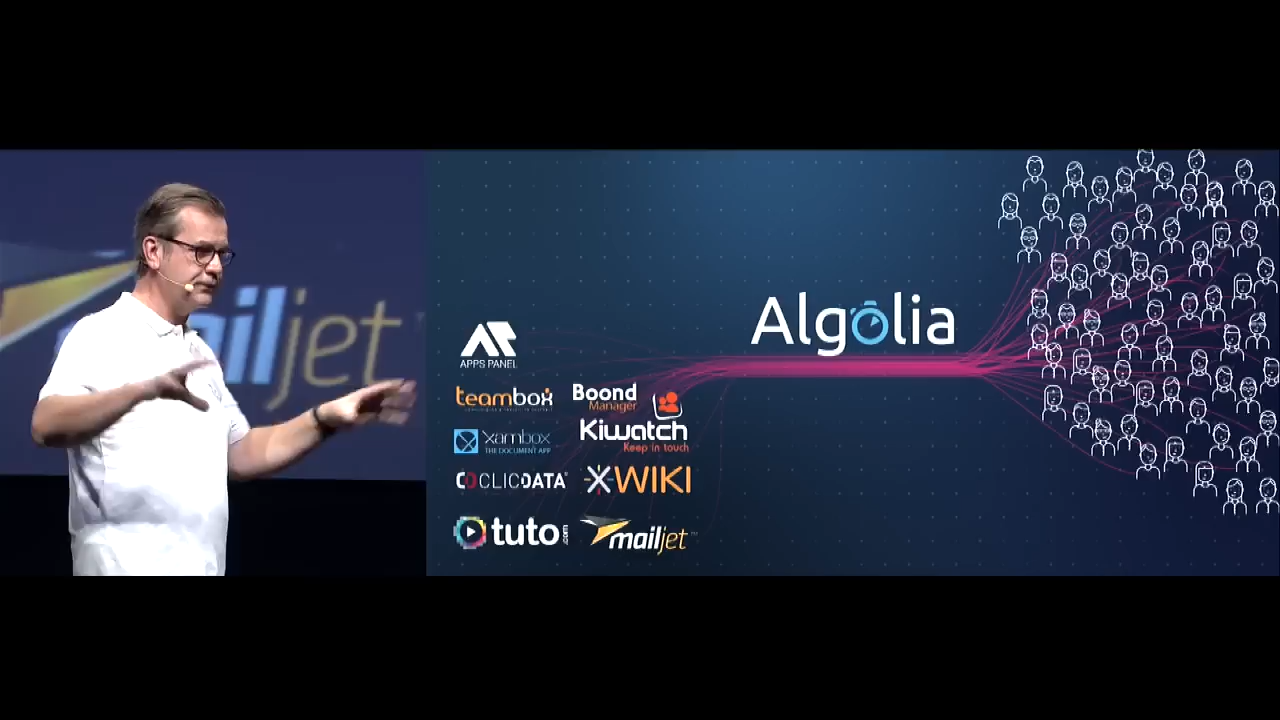 mailjet
Algolia
APPS PANEL
teambox
Boond
Manager
xambox
THE DOCUMENT APP
Kiwatch
Keep in touch
CLICDATA
XWIKI
tuto.com
mailjet